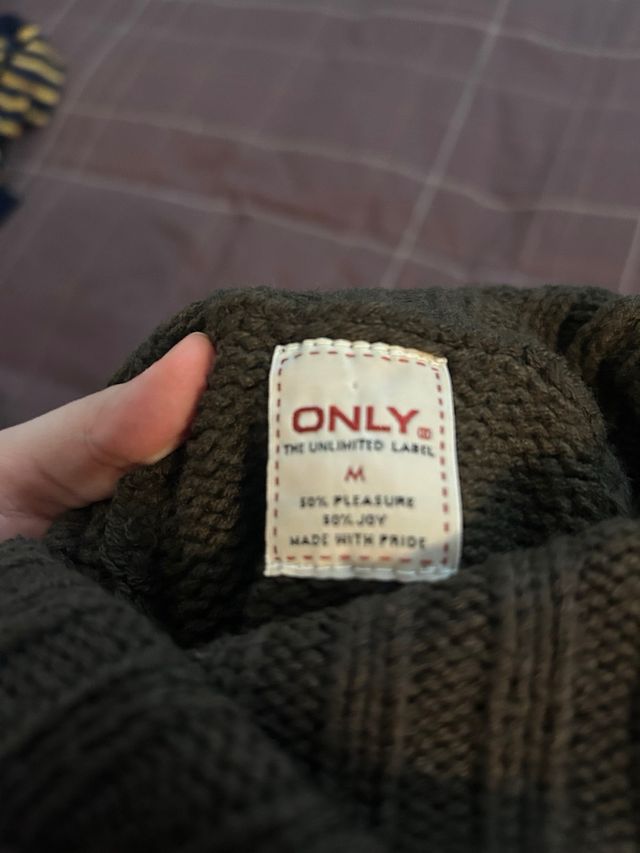 ONLY
THE UNLIMITED LABEL
M
50% PLEASURE
50% JOY
MADE WITH PRIDE